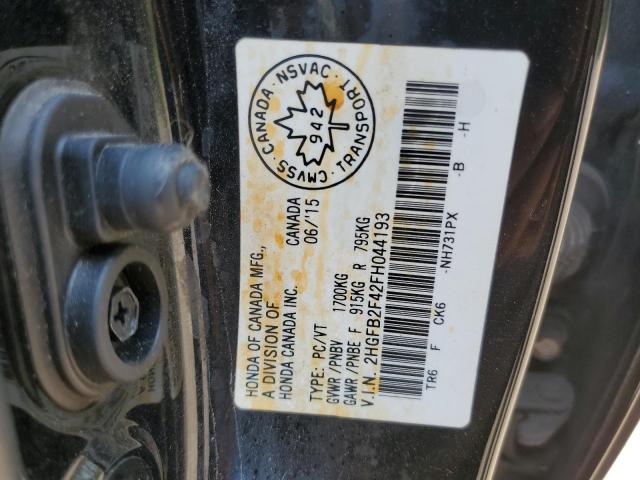 HONDA OF CANADA MFG.,
A DIVISION OF
HONDA CANADA INC.
CANADA
06/'15
TYPE: PC/VT
GVWR/PNBV 1700KG
GAWR/PNBE F 915KG R 795KG
V.I.N. 2HGFB2F42FH044193
TR6 F CK6 -NH731PX -B -H
CMVSS · CANADA · NSVAC · TRANSPORT
942